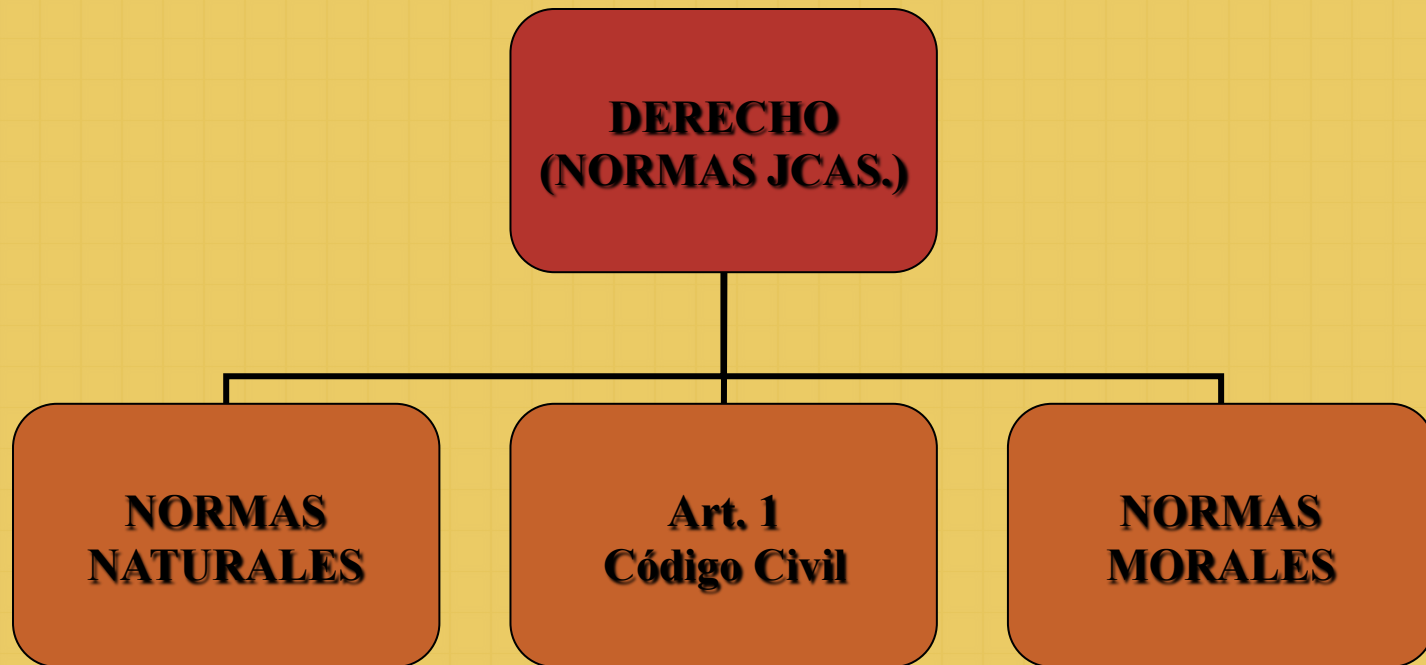 DERECHO
(NORMAS JCAS.)
NORMAS
NATURALES
Art. 1
Código Civil
NORMAS
MORALES